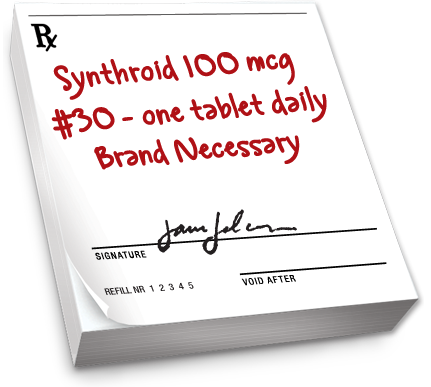 Rx
Synthroid 100 mcg
#30 - one tablet daily
Brand Necessary
SIGNATURE
REFILL NR 1 2 3 4 5
VOID AFTER